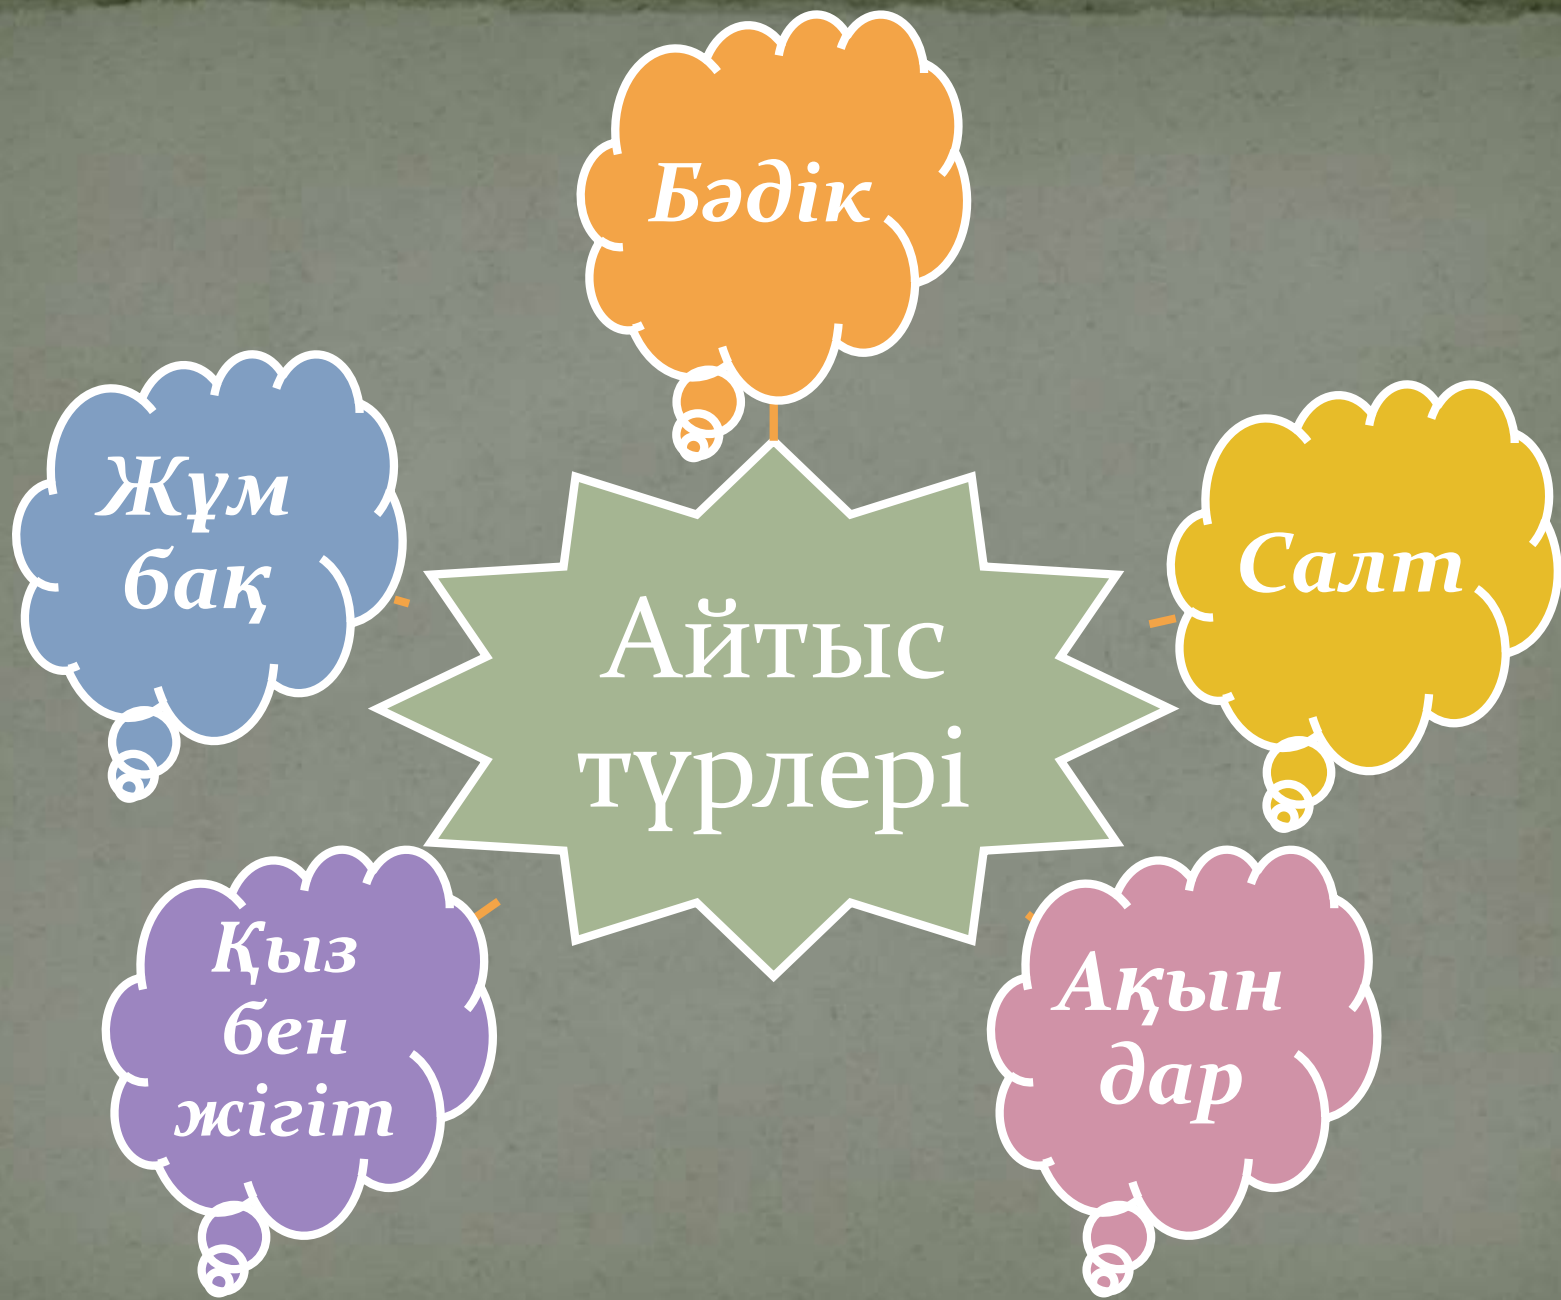 Бәдік
Жұм
бақ
Салт
Айтыс
түрлері
Қыз
бен
жігіт
Ақын
дар